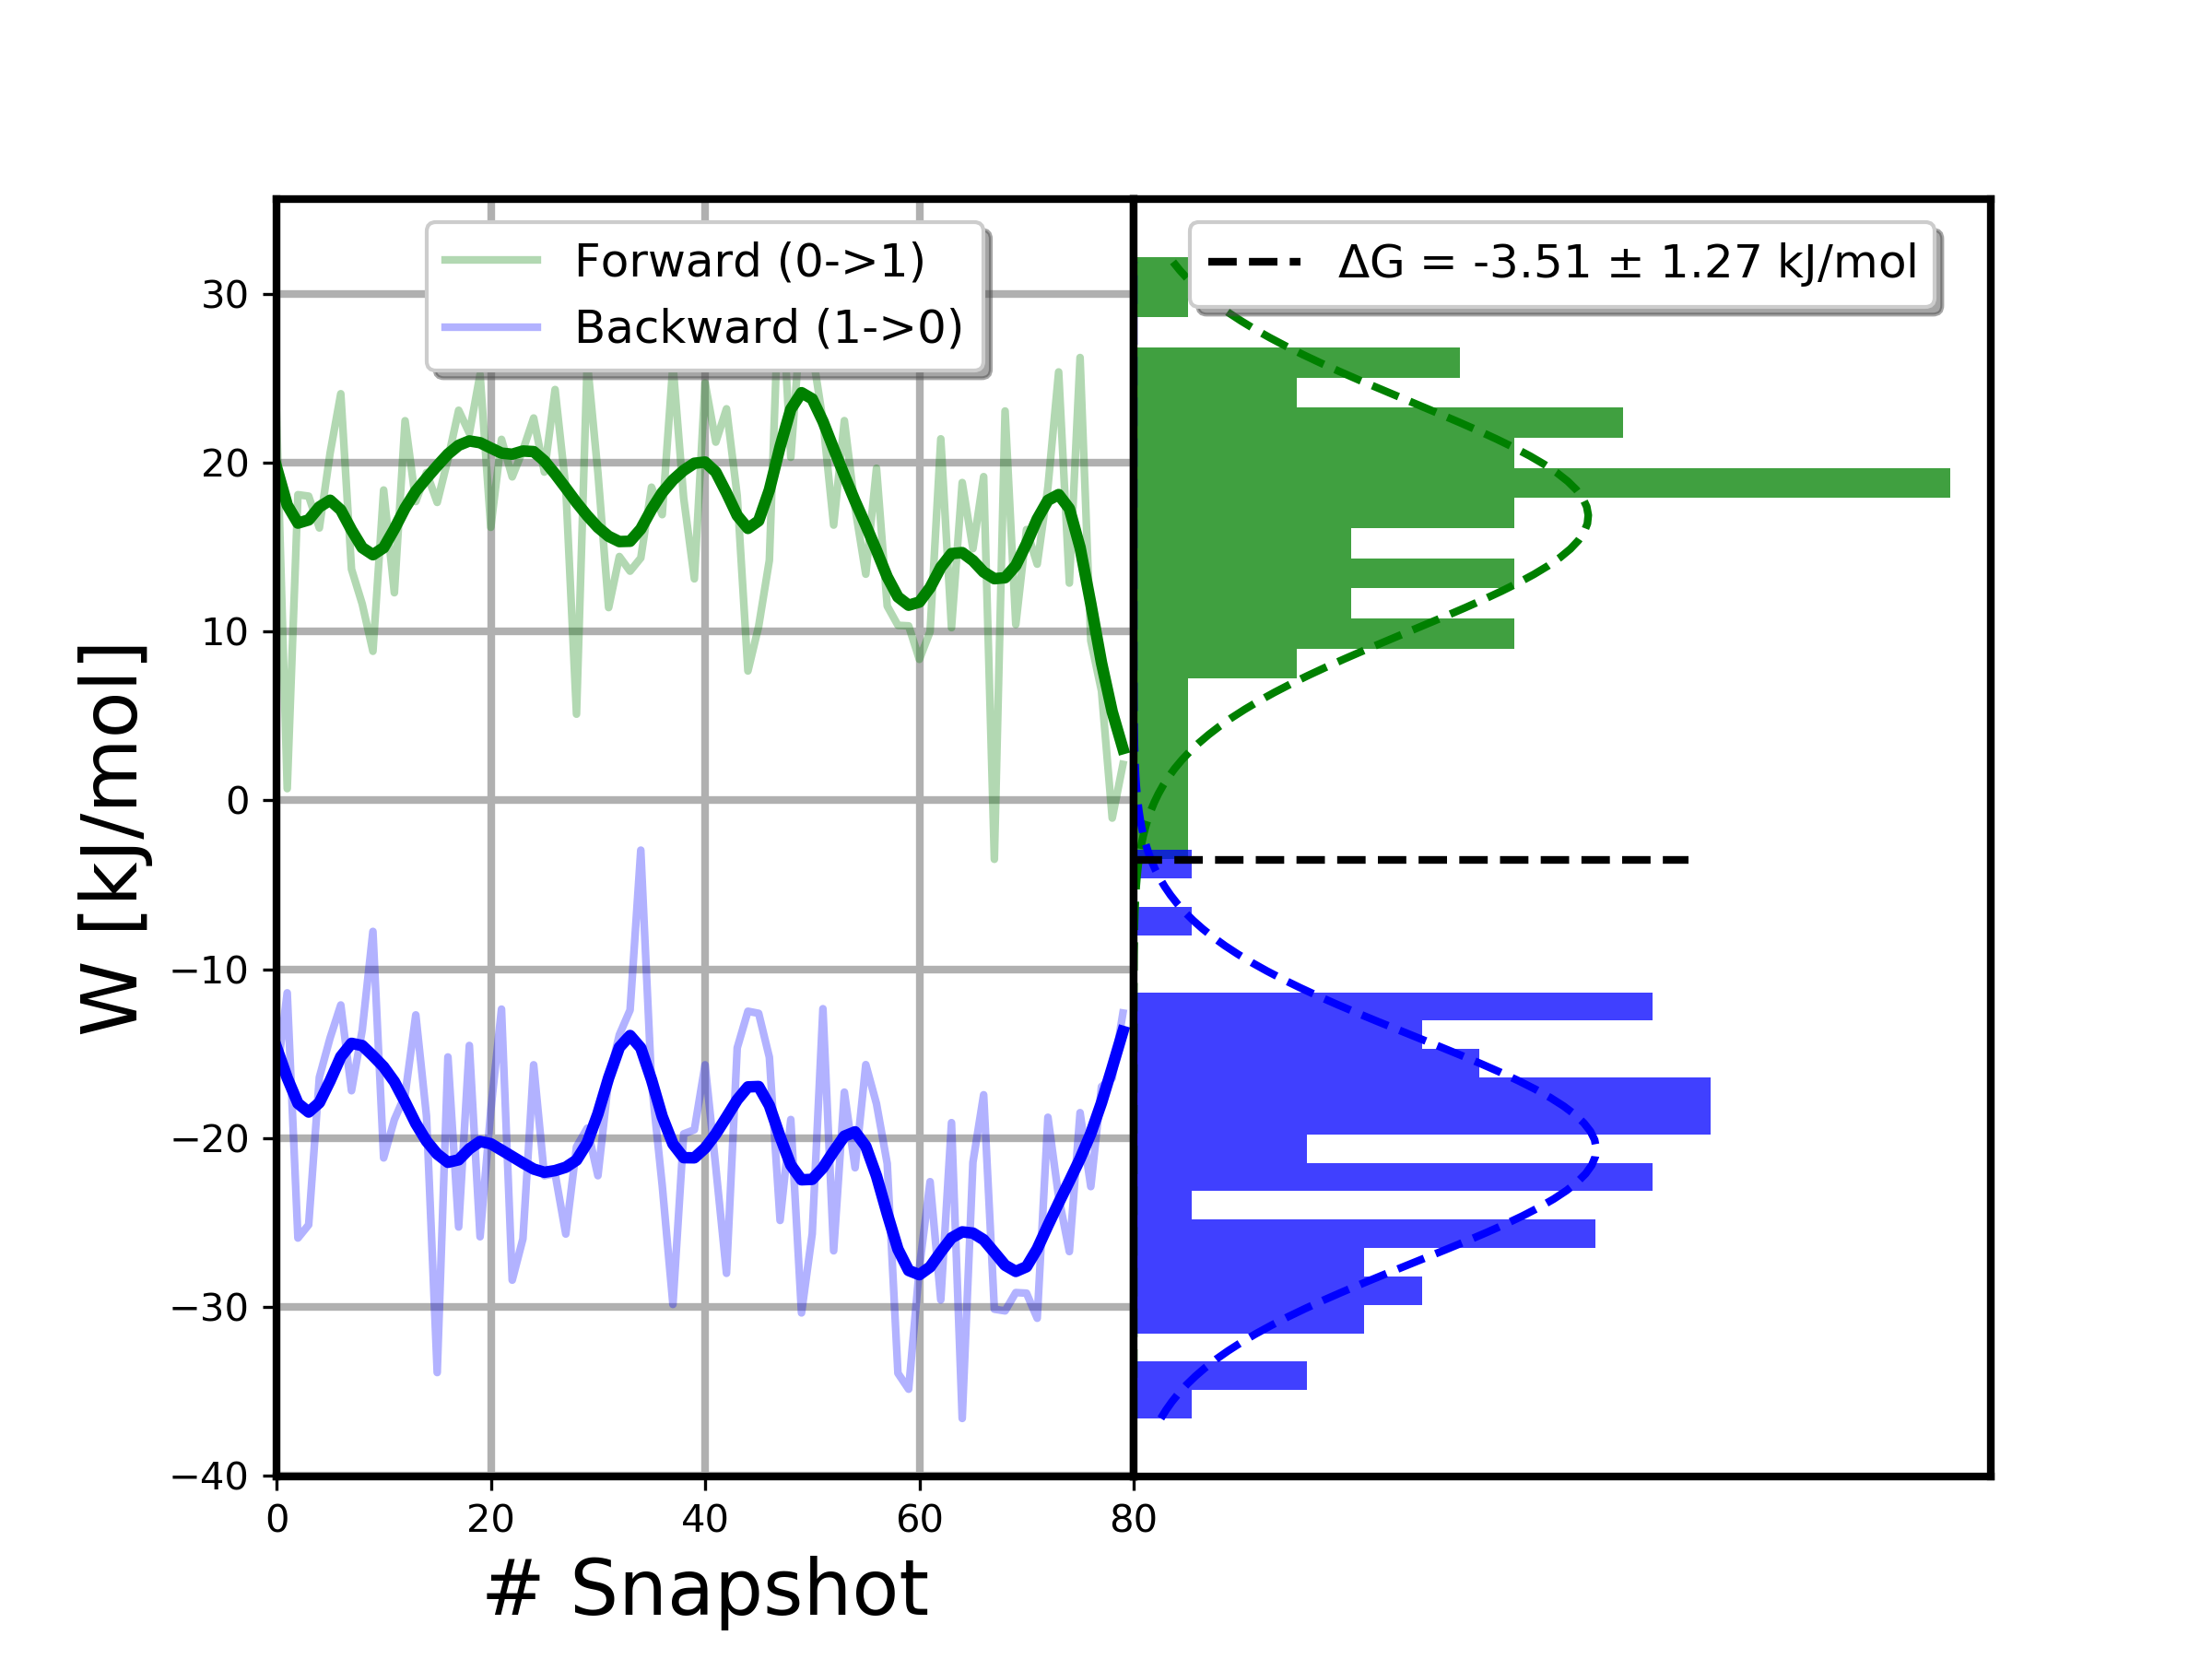 Forward (0->1)
Backward (1->0)
ΔG = -3.51 ± 1.27 kJ/mol
W [kJ/mol]
30
20
10
0
−10
−20
−30
−40
0 20 40 60 80
# Snapshot